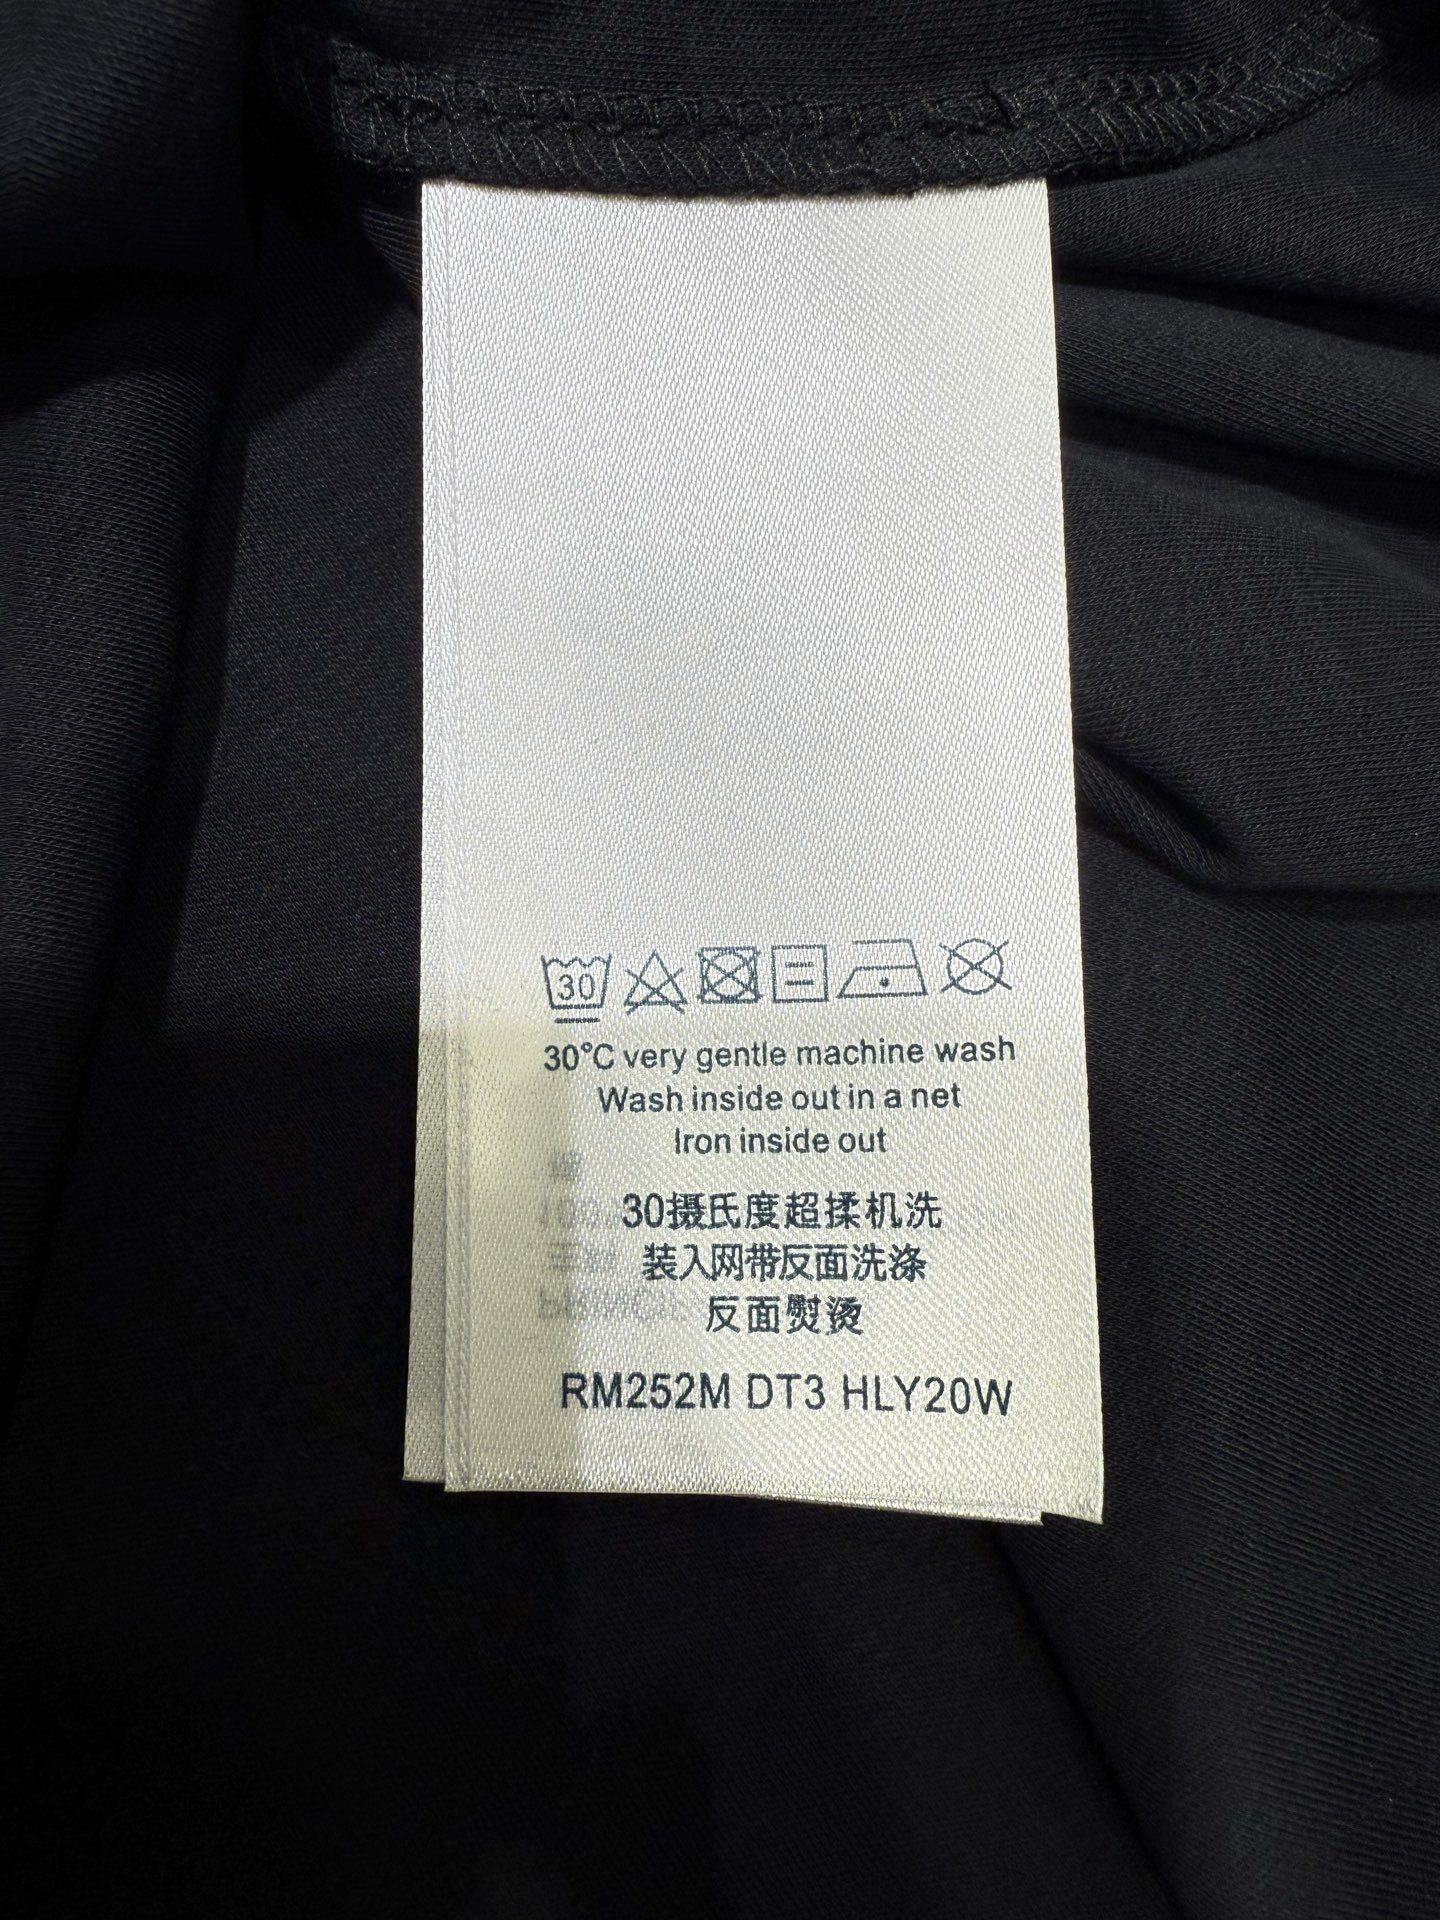 30
30°C very gentle machine wash
Wash inside out in a net
Iron inside out
30摄氏度超揉机洗
装入网带反面洗涤
反面熨烫
RM252M DT3 HLY20W